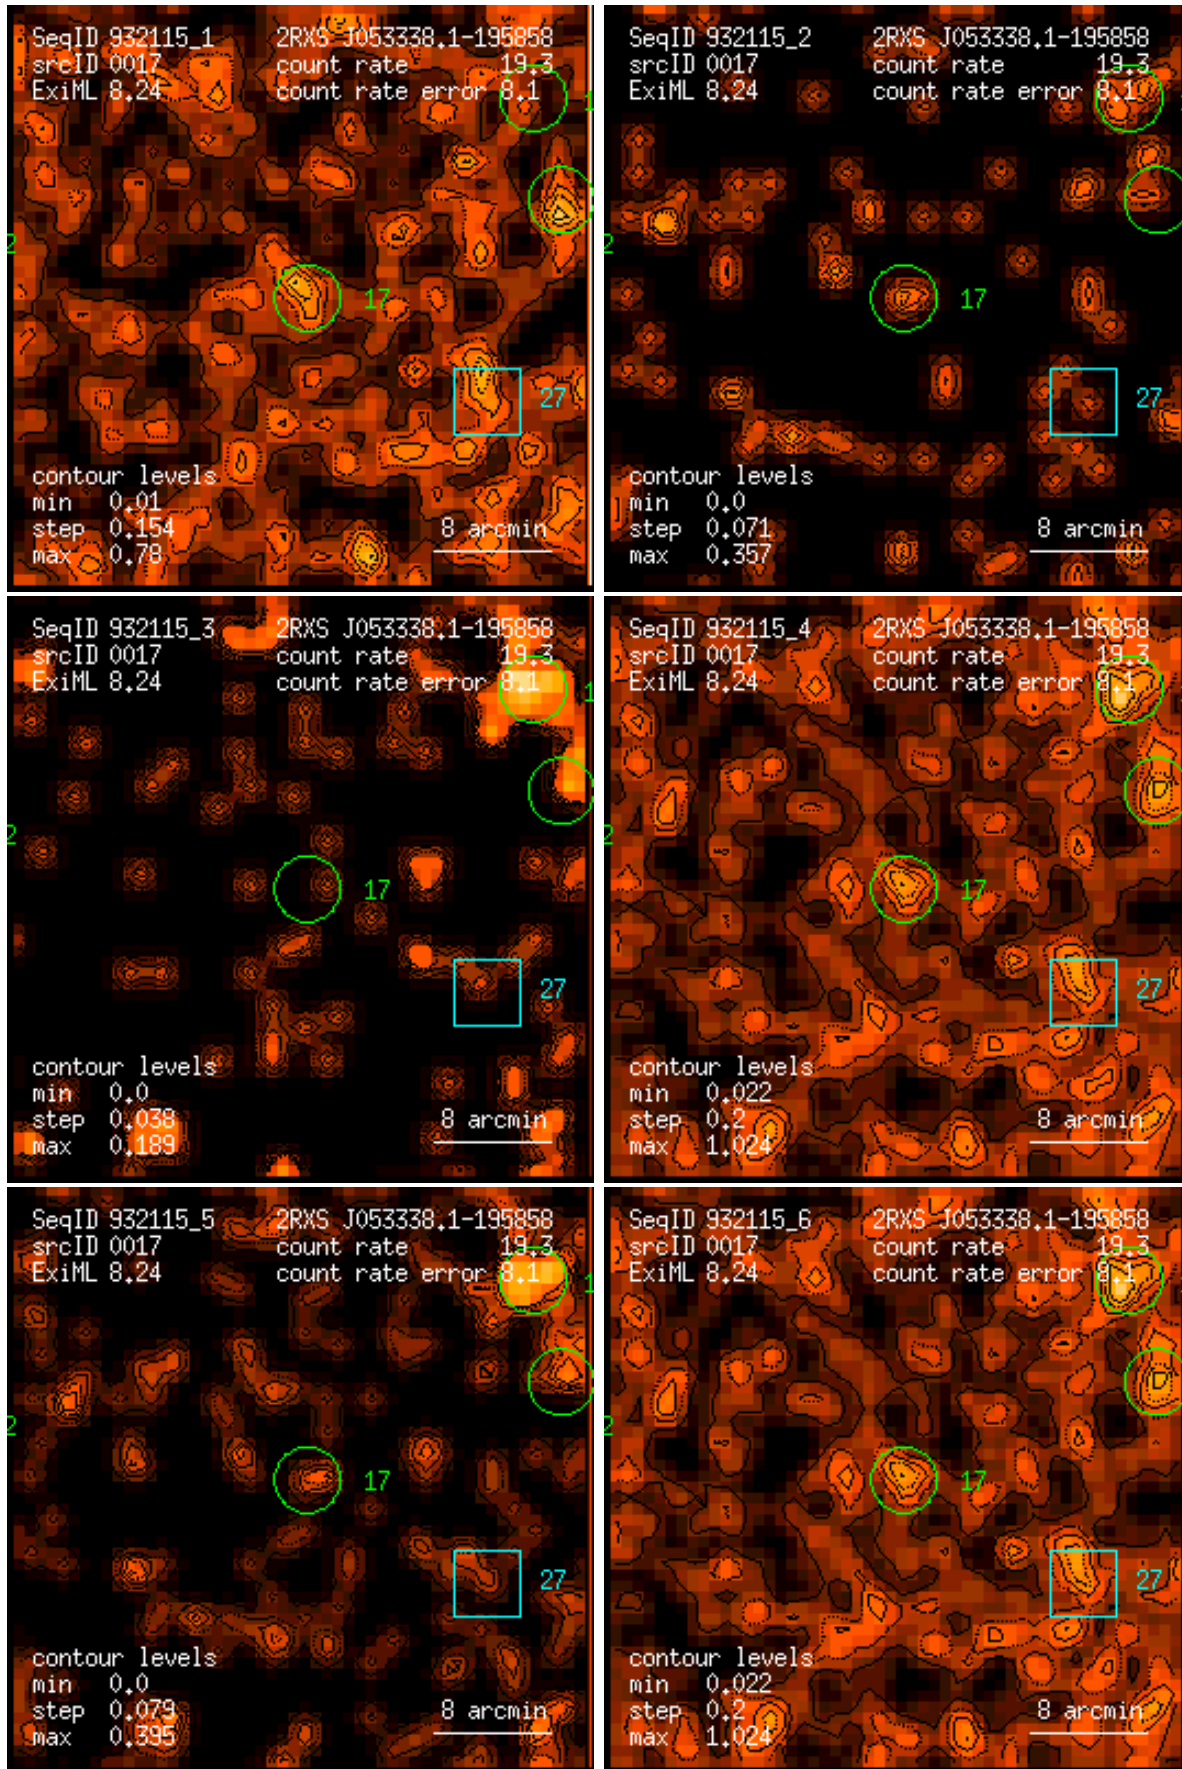 SeqID 932115_1 2RXS J053338.1-195858
srcID 0017 count rate 19.3
ExiML 8.24 count rate error 8.1
1
2
17
27
contour levels
min 0.01
step 0.154 8 arcmin
max 0.78
SeqID 932115_2 2RXS J053338.1-195858
srcID 0017 count rate 19.3
ExiML 8.24 count rate error 8.1
2
17
27
contour levels
min 0.0
step 0.071 8 arcmin
max 0.357
SeqID 932115_3 2RXS J053338.1-195858
srcID 0017 count rate 19.3
ExiML 8.24 count rate error 8.1
1
2
17
27
contour levels
min 0.0
step 0.038 8 arcmin
max 0.189
SeqID 932115_4 2RXS J053338.1-195858
srcID 0017 count rate 19.3
ExiML 8.24 count rate error 8.1
2
17
27
contour levels
min 0.022
step 0.2 8 arcmin
max 1.024
SeqID 932115_5 2RXS J053338.1-195858
srcID 0017 count rate 19.3
ExiML 8.24 count rate error 8.1
1
2
17
27
contour levels
min 0.0
step 0.079 8 arcmin
max 0.395
SeqID 932115_6 2RXS J053338.1-195858
srcID 0017 count rate 19.3
ExiML 8.24 count rate error 8.1
2
17
27
contour levels
min 0.022
step 0.2 8 arcmin
max 1.024